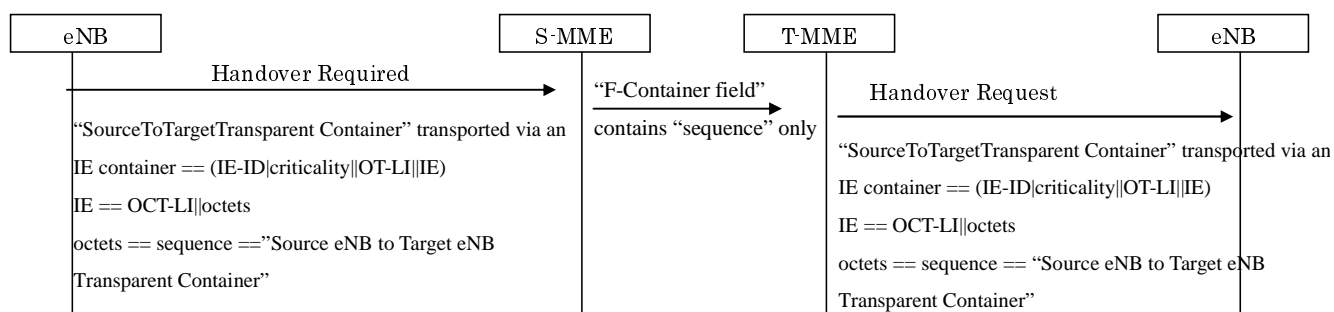 eNB
S-MME
T-MME
eNB
Handover Required
“F-Container field”
contains “sequence” only
Handover Request
“SourceToTargetTransparent Container” transported via an
IE container == (IE-ID|criticality||OT-LI||IE)
IE == OCT-LI||octets
octets == sequence ==”Source eNB to Target eNB
Transparent Container”
“SourceToTargetTransparent Container” transported via an
IE container == (IE-ID|criticality||OT-LI||IE)
IE == OCT-LI||octets
octets == sequence == “Source eNB to Target eNB
Transparent Container”